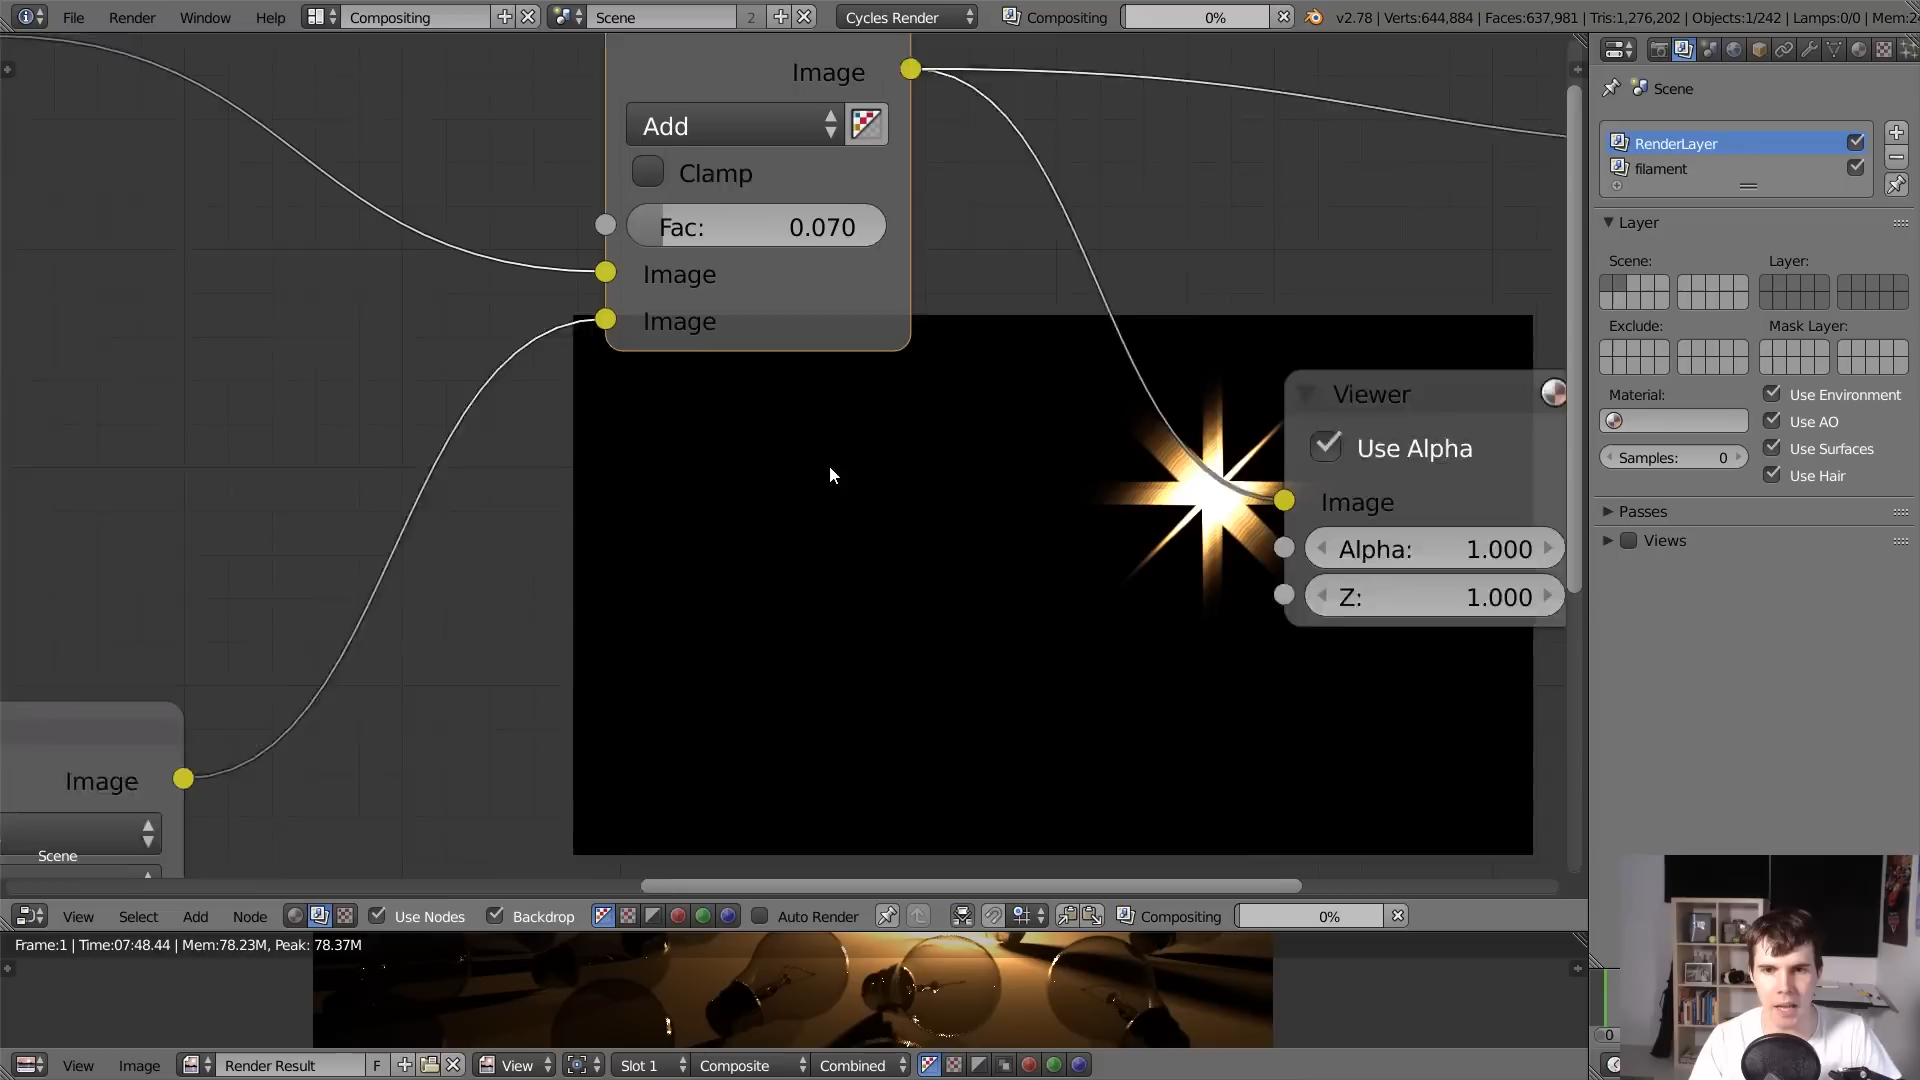 File Render Window Help Compositing Scene 2 Cycles Render Compositing 0% v2.78 | Verts:644,884 | Faces:637,981 | Tris:1,276,202 | Objects:1/242 | Lamps:0/0 | Mem:2
Image
Add
Clamp
Fac: 0.070
Image
Image
Viewer
Use Alpha
Image
Alpha: 1.000
Z: 1.000
Image
Scene
Scene
RenderLayer
filament
Layer
Scene: Layer:
Exclude: Mask Layer:
Material: Use Environment
Use AO
Use Surfaces
Samples: 0
Use Hair
Passes
Views
View Select Add Node Use Nodes Backdrop Auto Render Compositing 0%
Frame:1 | Time:07:48.44 | Mem:78.23M, Peak: 78.37M
0
View Image Render Result F View Slot 1 Composite Combined